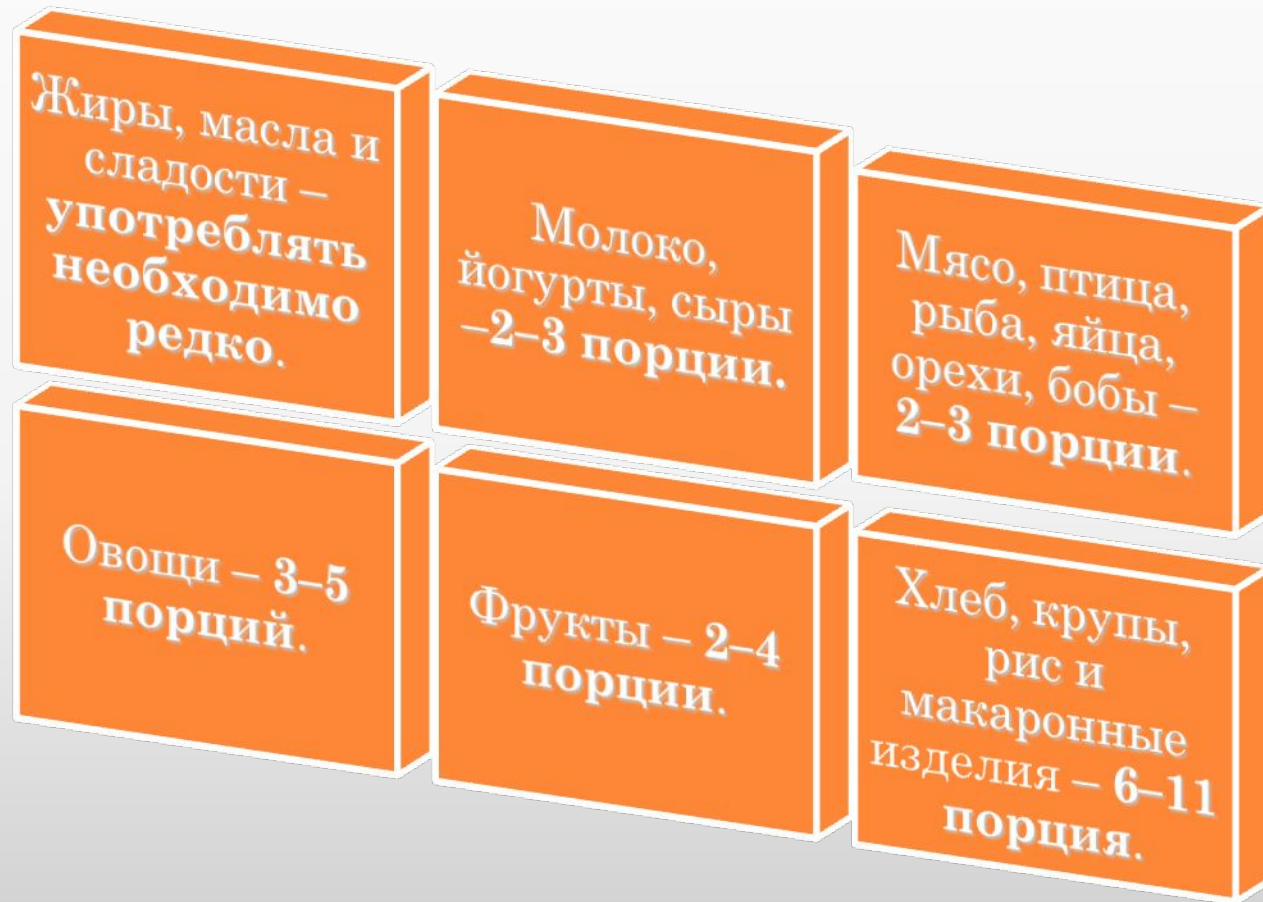 Жиры, масла и
сладости –
употреблять
необходимо
редко.
Молоко,
йогурты, сыры
–2–3 порции.
Мясо, птица,
рыба, яйца,
орехи, бобы –
2–3 порции.
Овощи – 3–5
порций.
Фрукты – 2–4
порции.
Хлеб, крупы,
рис и
макаронные
изделия – 6–11
порция.